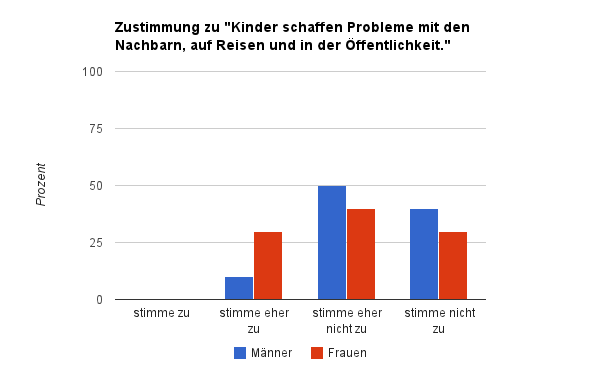 Zustimmung zu "Kinder schaffen Probleme mit den
Nachbarn, auf Reisen und in der Öffentlichkeit."
100
75
50
25
0
Prozent
stimme zu
stimme eher
zu
stimme eher
nicht zu
stimme nicht
zu
Männer
Frauen